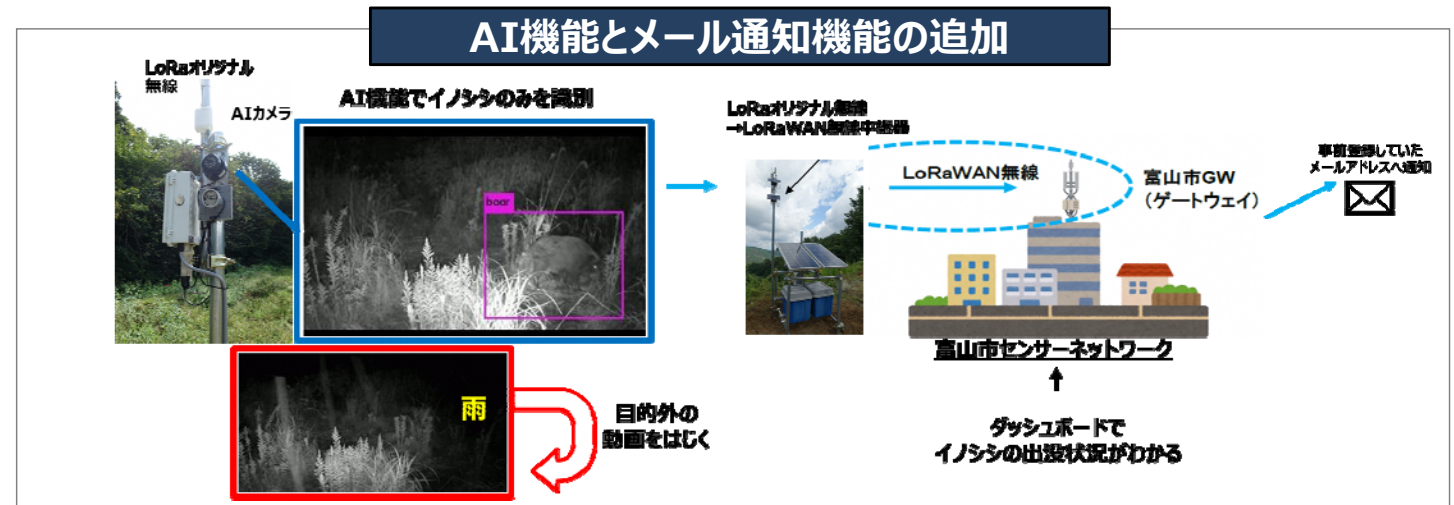 AI機能とメール通知機能の追加
LoRaオリジナル
無線
AIカメラ
AI機能でイノシシのみを識別
boar
雨
目的外の
動画をはじく
LoRaオリジナル無線
→LoRaWAN無線中継器
LoRaWAN無線
富山市GW
（ゲートウェイ）
事前登録していた
メールアドレスへ通知
富山市センサーネットワーク
ダッシュボードで
イノシシの出没状況がわかる